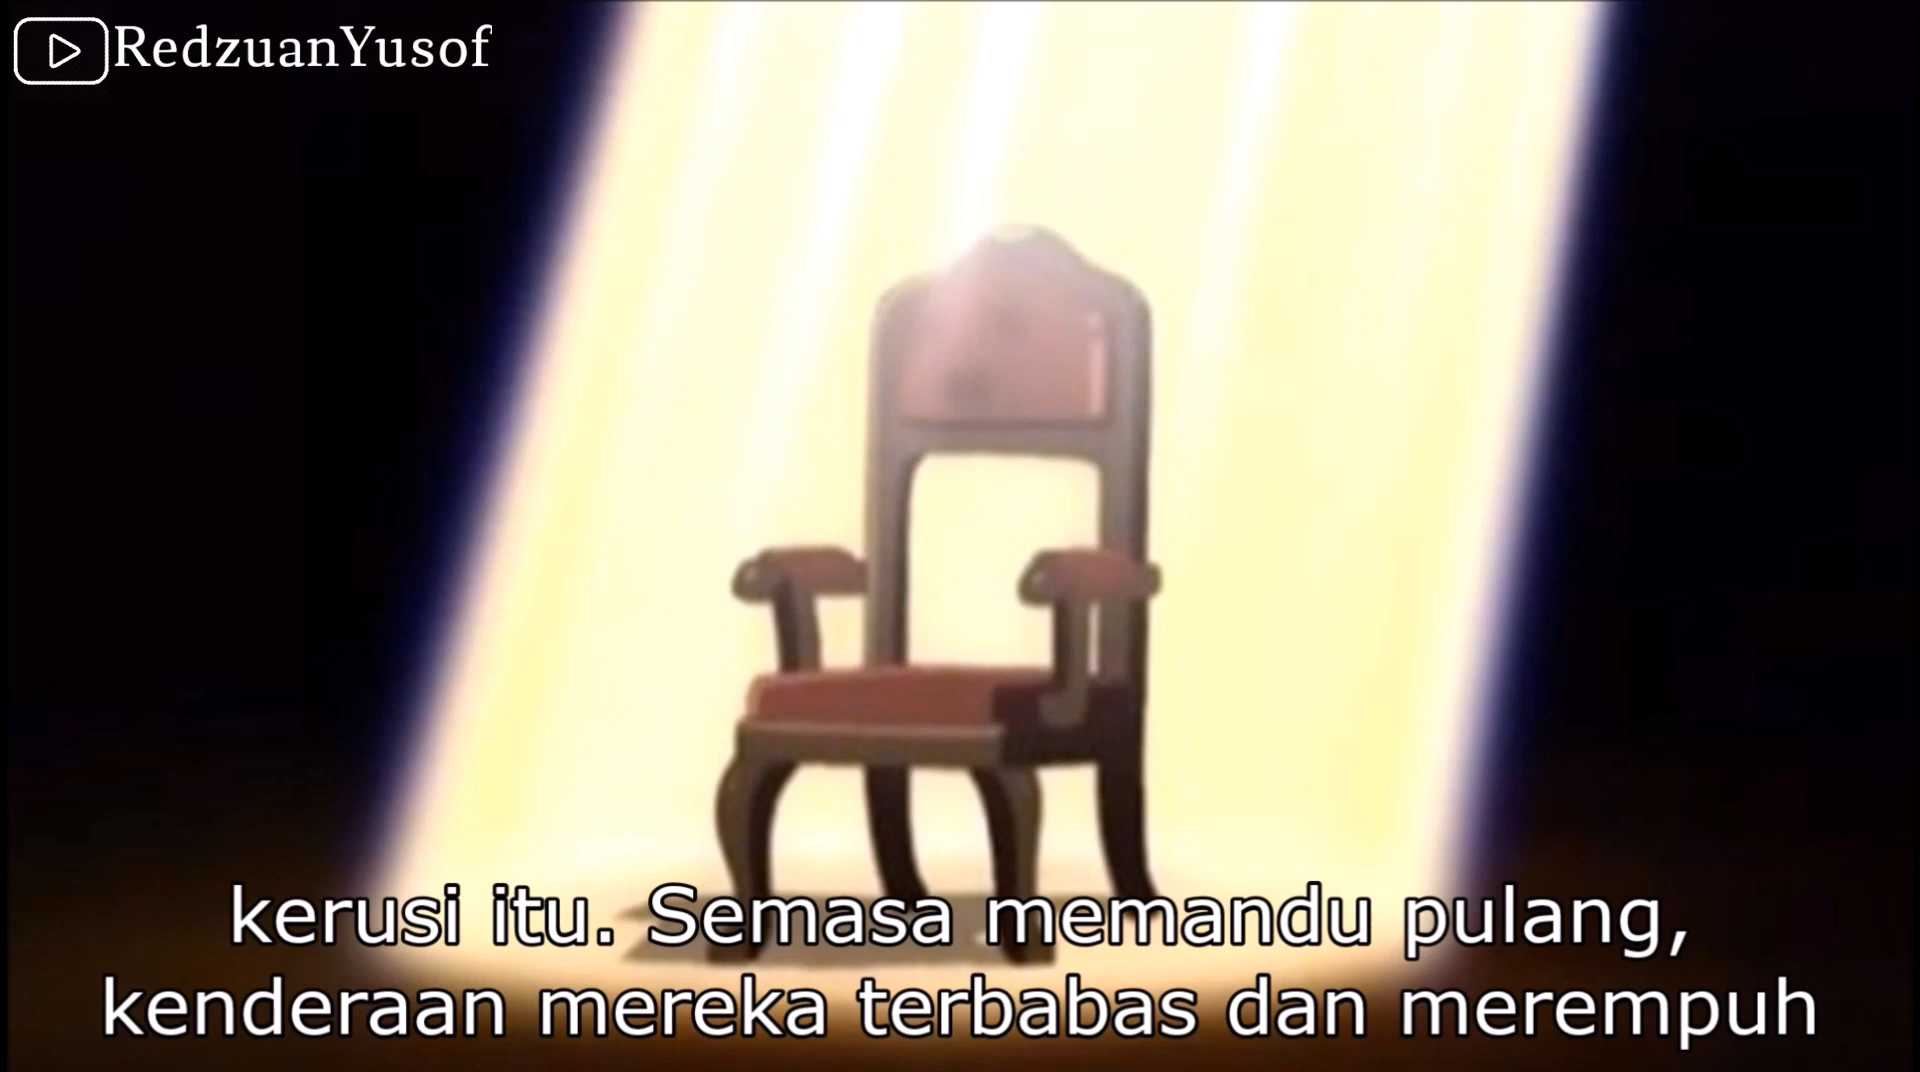 RedzuanYusof
kerusi itu. Semasa memandu pulang,
kenderaan mereka terbabas dan merempuh